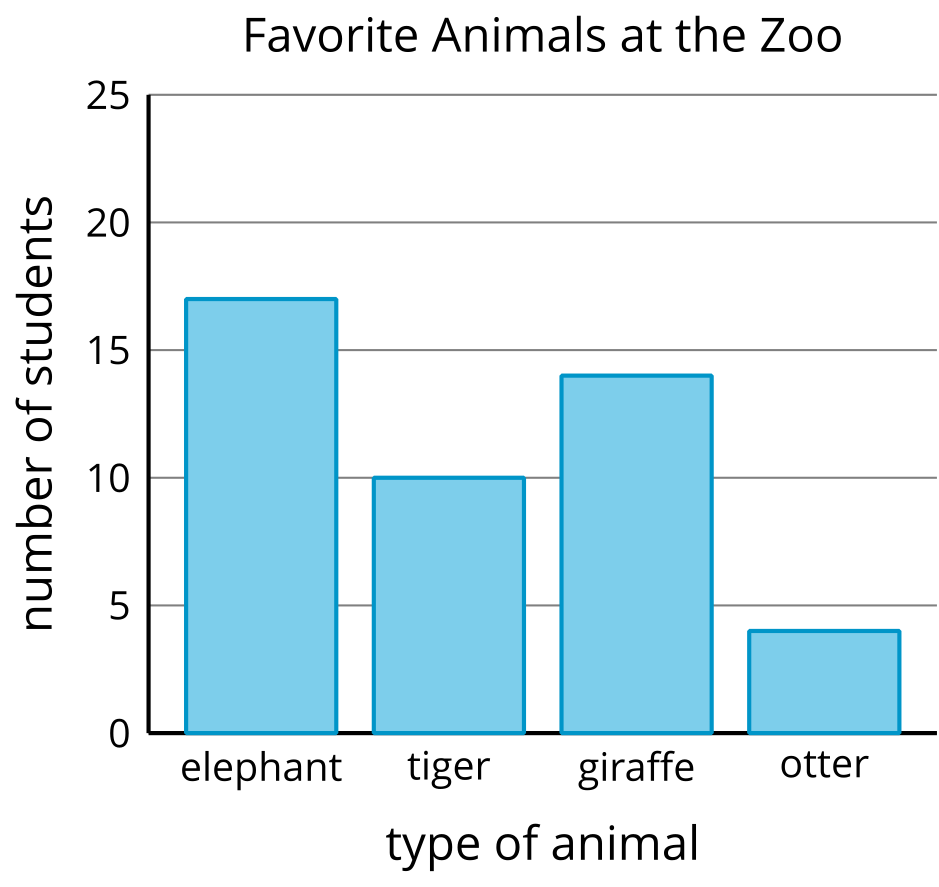 Favorite Animals at the Zoo
25
20
15
10
5
0
number of students
elephant tiger giraffe otter
type of animal